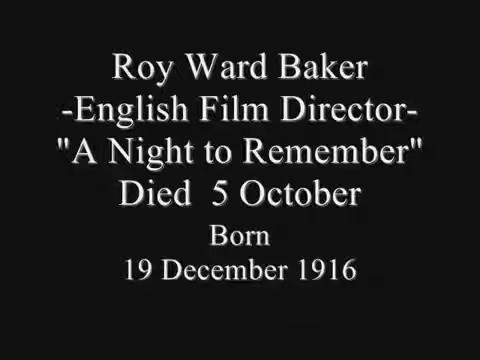 Roy Ward Baker
-English Film Director-
"A Night to Remember"
Died 5 October
Born
19 December 1916